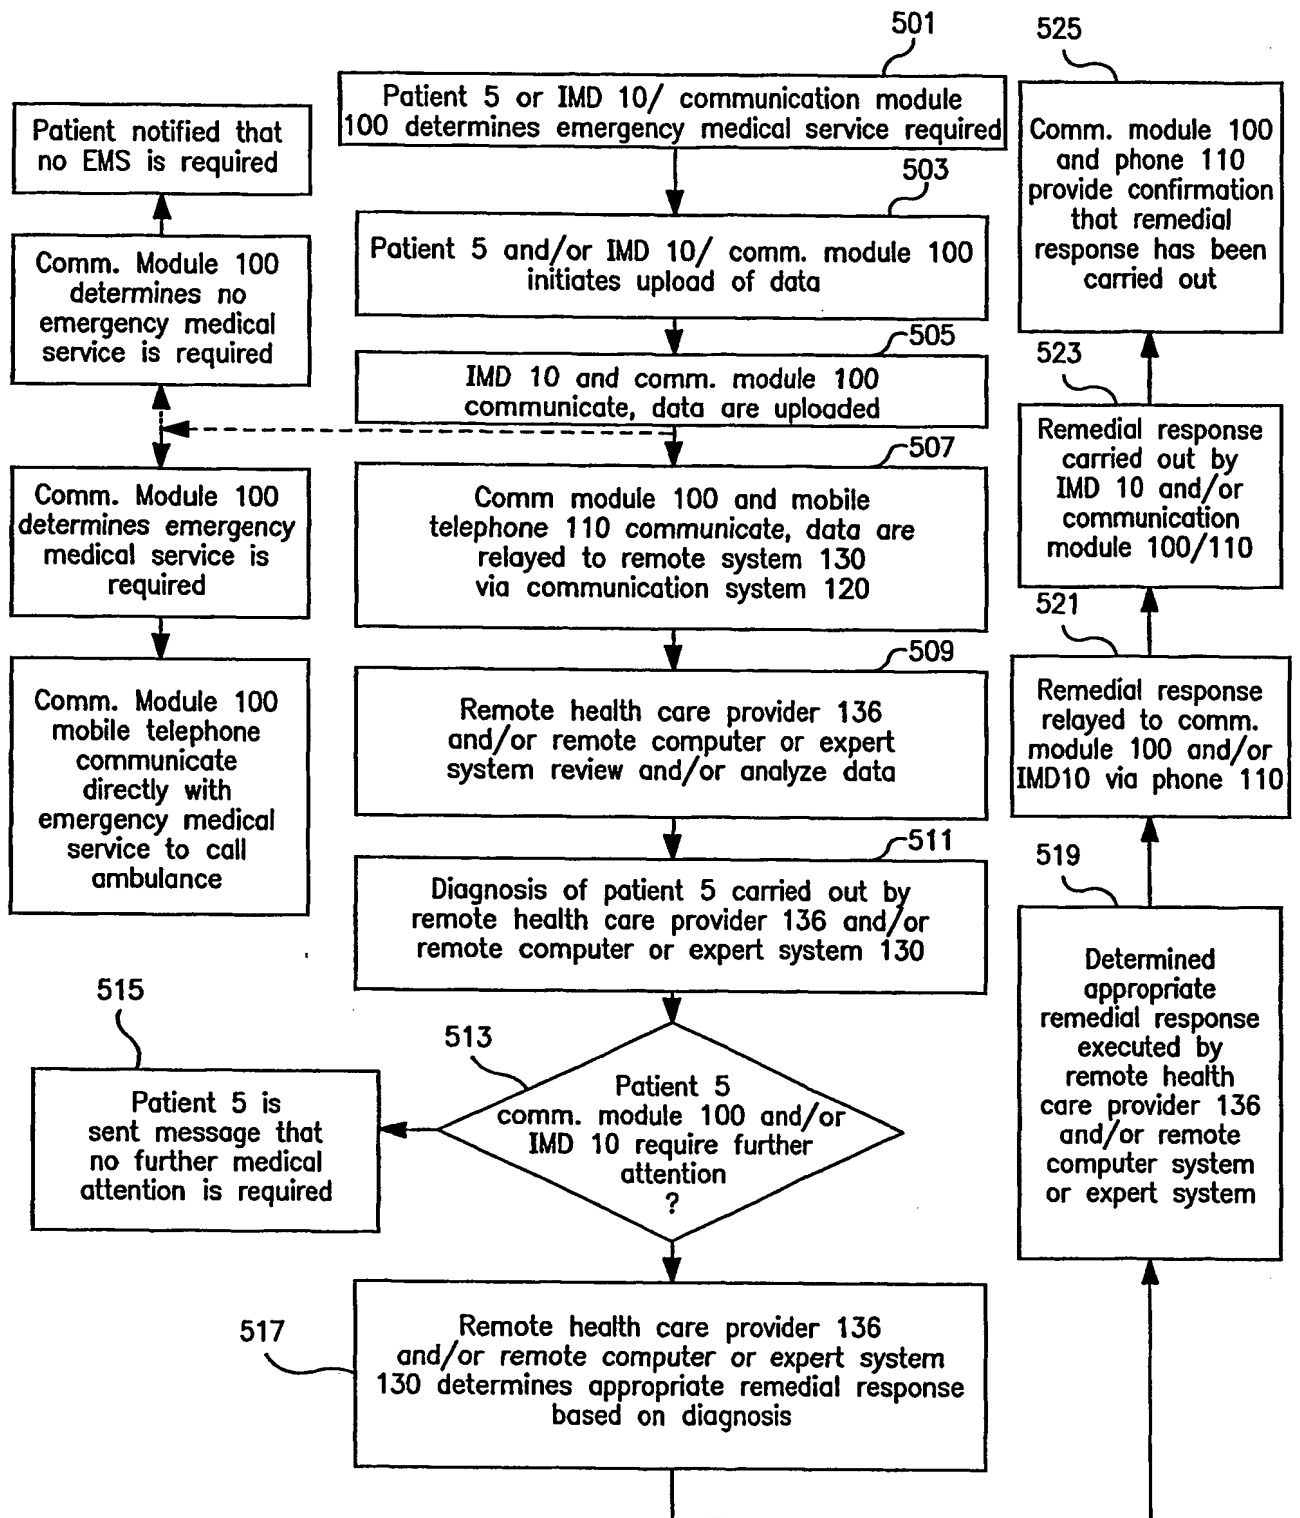 501
Patient 5 or IMD 10/ communication module
100 determines emergency medical service required
503
Patient 5 and/or IMD 10/ comm. module 100
initiates upload of data
505
IMD 10 and comm. module 100
communicate, data are uploaded
507
Comm module 100 and mobile
telephone 110 communicate, data are
relayed to remote system 130
via communication system 120
509
Remote health care provider 136
and/or remote computer or expert
system review and/or analyze data
511
Diagnosis of patient 5 carried out by
remote health care provider 136 and/or
remote computer or expert system 130
513
Patient 5
comm. module 100 and/or
IMD 10 require further
attention
?
515
Patient 5 is
sent message that
no further medical
attention is required
517
Remote health care provider 136
and/or remote computer or expert system
130 determines appropriate remedial response
based on diagnosis
Patient notified that
no EMS is required
Comm. Module 100
determines no
emergency medical
service is required
Comm. Module 100
determines emergency
medical service is
required
Comm. Module 100
mobile telephone
communicate
directly with
emergency medical
service to call
ambulance
525
Comm. module 100
and phone 110
provide confirmation
that remedial
response has been
carried out
523
Remedial response
carried out by
IMD 10 and/or
communication
module 100/110
521
Remedial response
relayed to comm.
module 100 and/or
IMD10 via phone 110
519
Determined
appropriate
remedial response
executed by
remote health
care provider 136
and/or remote
computer system
or expert system